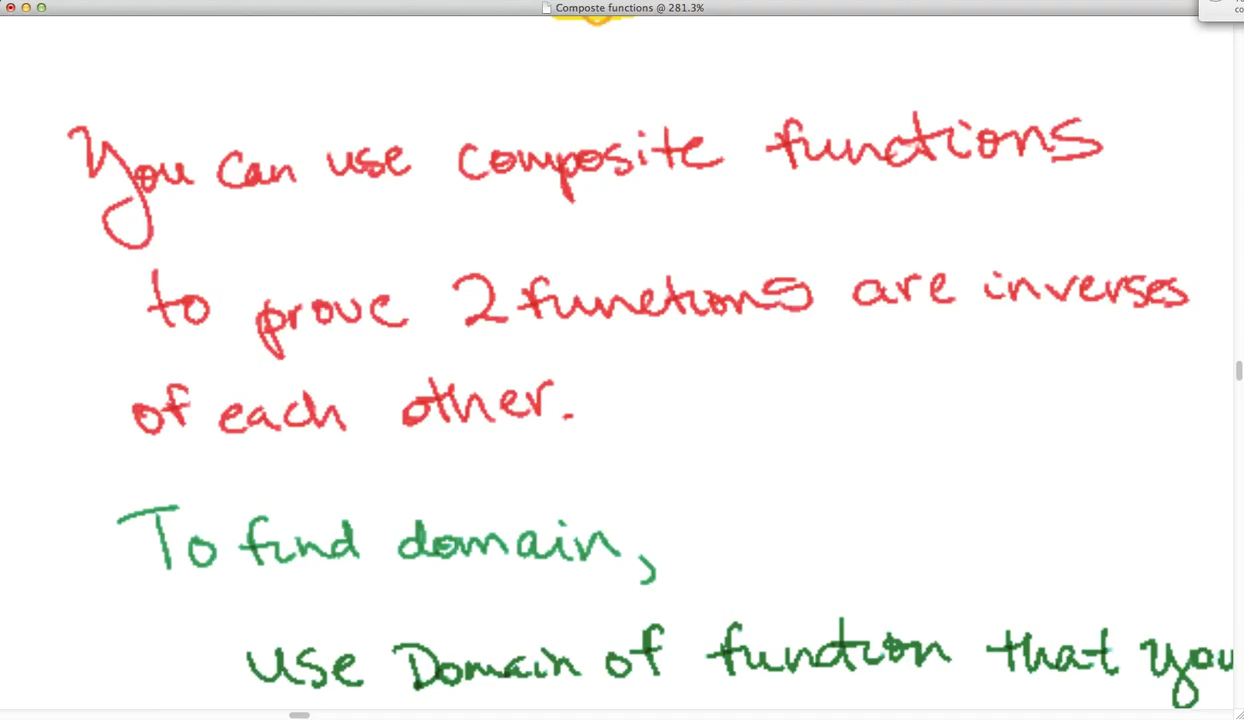 Composte functions @ 281.3%
co
You can use composite functions
to prove 2 functions are inverses
of each other.
To find domain,
use Domain of function that you